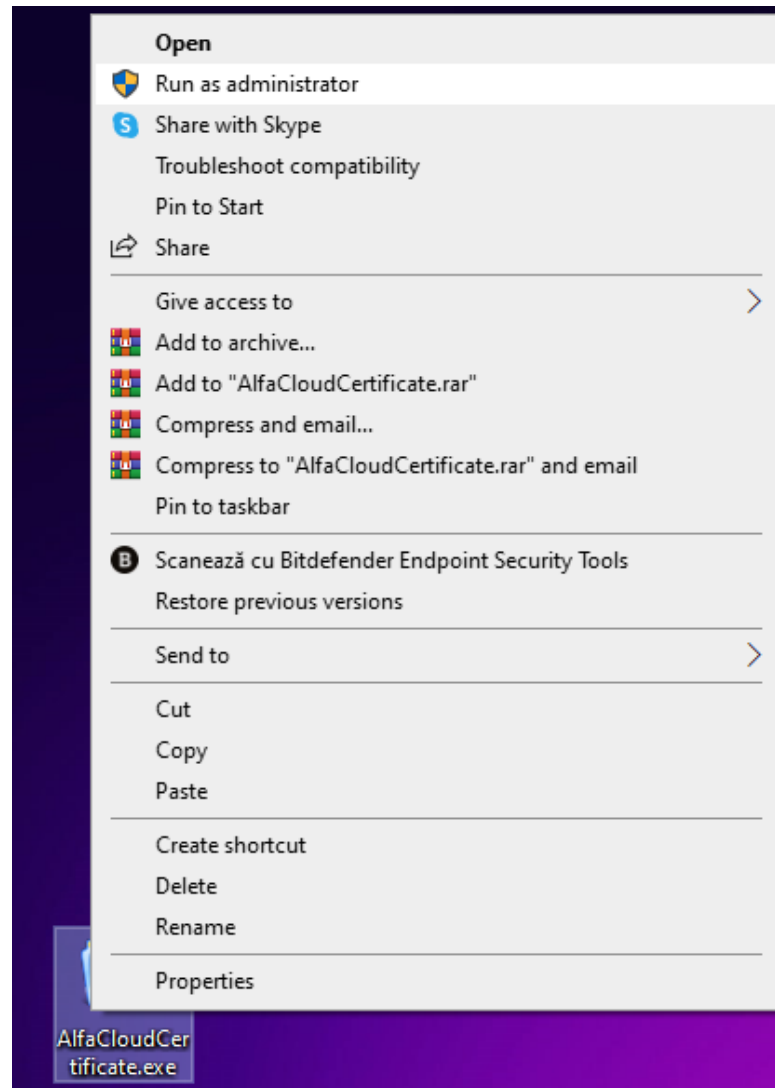 Open
Run as administrator
Share with Skype
Troubleshoot compatibility
Pin to Start
Share
Give access to
Add to archive...
Add to "AlfaCloudCertificate.rar"
Compress and email...
Compress to "AlfaCloudCertificate.rar" and email
Pin to taskbar
Scanează cu Bitdefender Endpoint Security Tools
Restore previous versions
Send to
Cut
Copy
Paste
Create shortcut
Delete
Rename
Properties
AlfaCloudCer
tificate.exe